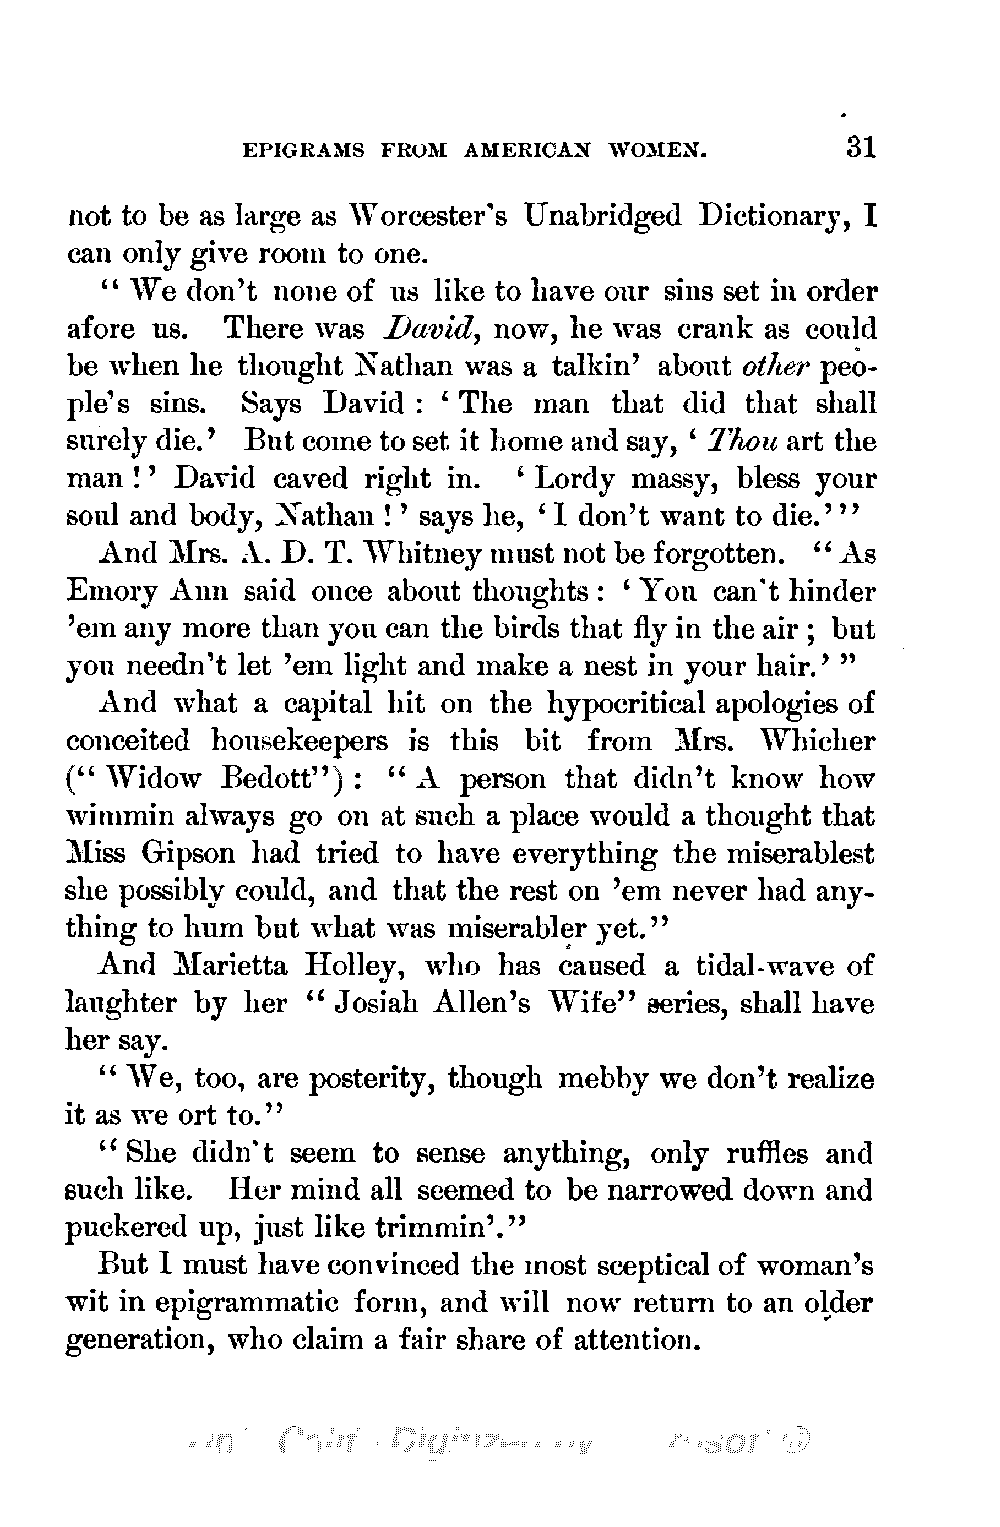 EPIGRAMS FROM AMERICAN WOMEN. 31
not to be as large as Worcester's Unabridged Dictionary, I
can only give room to one.
“ We don’t none of us like to have our sins set in order
afore us. There was David, now, he was crank as could
be when he thought Nathan was a talkin’ about other peo-
ple’s sins. Says David : ‘ The man that did that shall
surely die.’ But come to set it home and say, ‘ Thou art the
man ! ’ David caved right in. ‘ Lordy massy, bless your
soul and body, Nathan ! ’ says he, ‘ I don’t want to die.’ ”
And Mrs. A. D. T. Whitney must not be forgotten. “ As
Emory Ann said once about thoughts : ‘ You can't hinder
’em any more than you can the birds that fly in the air ; but
you needn’t let ’em light and make a nest in your hair.’ ”
And what a capital hit on the hypocritical apologies of
conceited housekeepers is this bit from Mrs. Whicher
(“ Widow Bedott”) : “ A person that didn’t know how
wimmin always go on at such a place would a thought that
Miss Gipson had tried to have everything the miserablest
she possibly could, and that the rest on ’em never had any-
thing to hum but what was miserabler yet.”
And Marietta Holley, who has caused a tidal-wave of
laughter by her “ Josiah Allen’s Wife” series, shall have
her say.
“ We, too, are posterity, though mebby we don’t realize
it as we ort to.”
“ She didn't seem to sense anything, only ruffles and
such like. Her mind all seemed to be narrowed down and
puckered up, just like trimmin’.”
But I must have convinced the most sceptical of woman’s
wit in epigrammatic form, and will now return to an older
generation, who claim a fair share of attention.